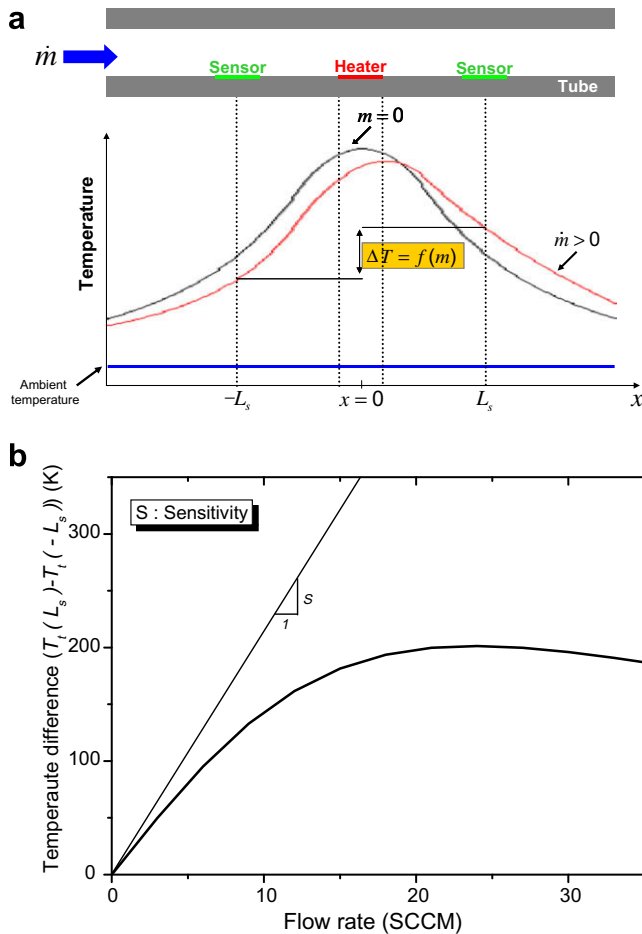 a
ṁ
Sensor
Heater
Sensor
Tube
m=0
Temperature
ṁ>0
ΔT = f(m)
Ambient
temperature
−Ls
x = 0
Ls
x
b
Temperaute difference (Tt(Ls)-Tt(-Ls)) (K)
S : Sensitivity
S
1
300
200
100
0
0
10
20
30
Flow rate (SCCM)